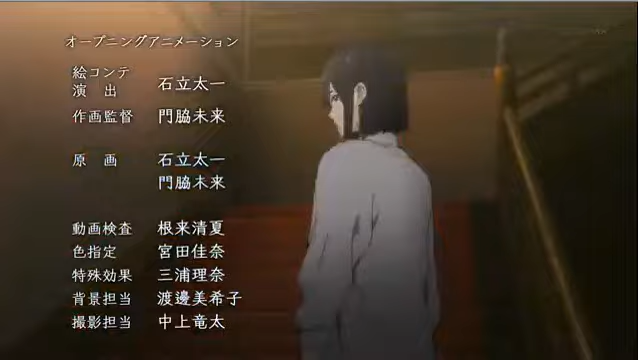 オープニングアニメーション
絵コンテ
演　出　石立太一
作画監督　門脇未来
原　画　石立太一
門脇未来
動画検査　根来清夏
色指定　宮田佳奈
特殊効果　三浦理奈
背景担当　渡邊美希子
撮影担当　中上竜太